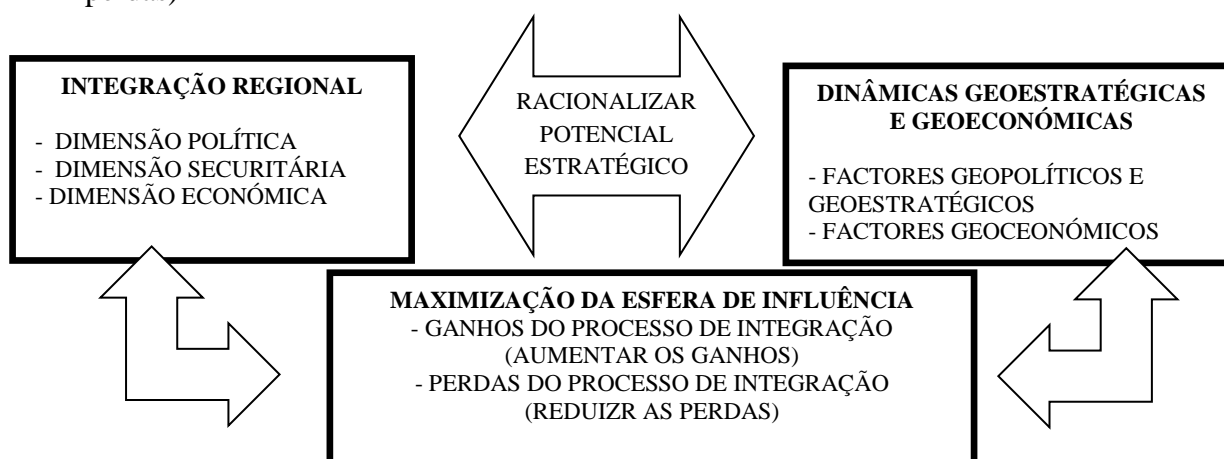 perdas)
INTEGRAÇÃO REGIONAL
- DIMENSÃO POLÍTICA
- DIMENSÃO SECURITÁRIA
- DIMENSÃO ECONÓMICA
RACIONALIZAR
POTENCIAL
ESTRATÉGICO
DINÂMICAS GEOESTRATÉGICAS
E GEOECONÓMICAS
- FACTORES GEOPOLÍTICOS E
GEOESTRATÉGICOS
- FACTORES GEOCEONÓMICOS
MAXIMIZAÇÃO DA ESFERA DE INFLUÊNCIA
- GANHOS DO PROCESSO DE INTEGRAÇÃO
(AUMENTAR OS GANHOS)
- PERDAS DO PROCESSO DE INTEGRAÇÃO
(REDUIZR AS PERDAS)